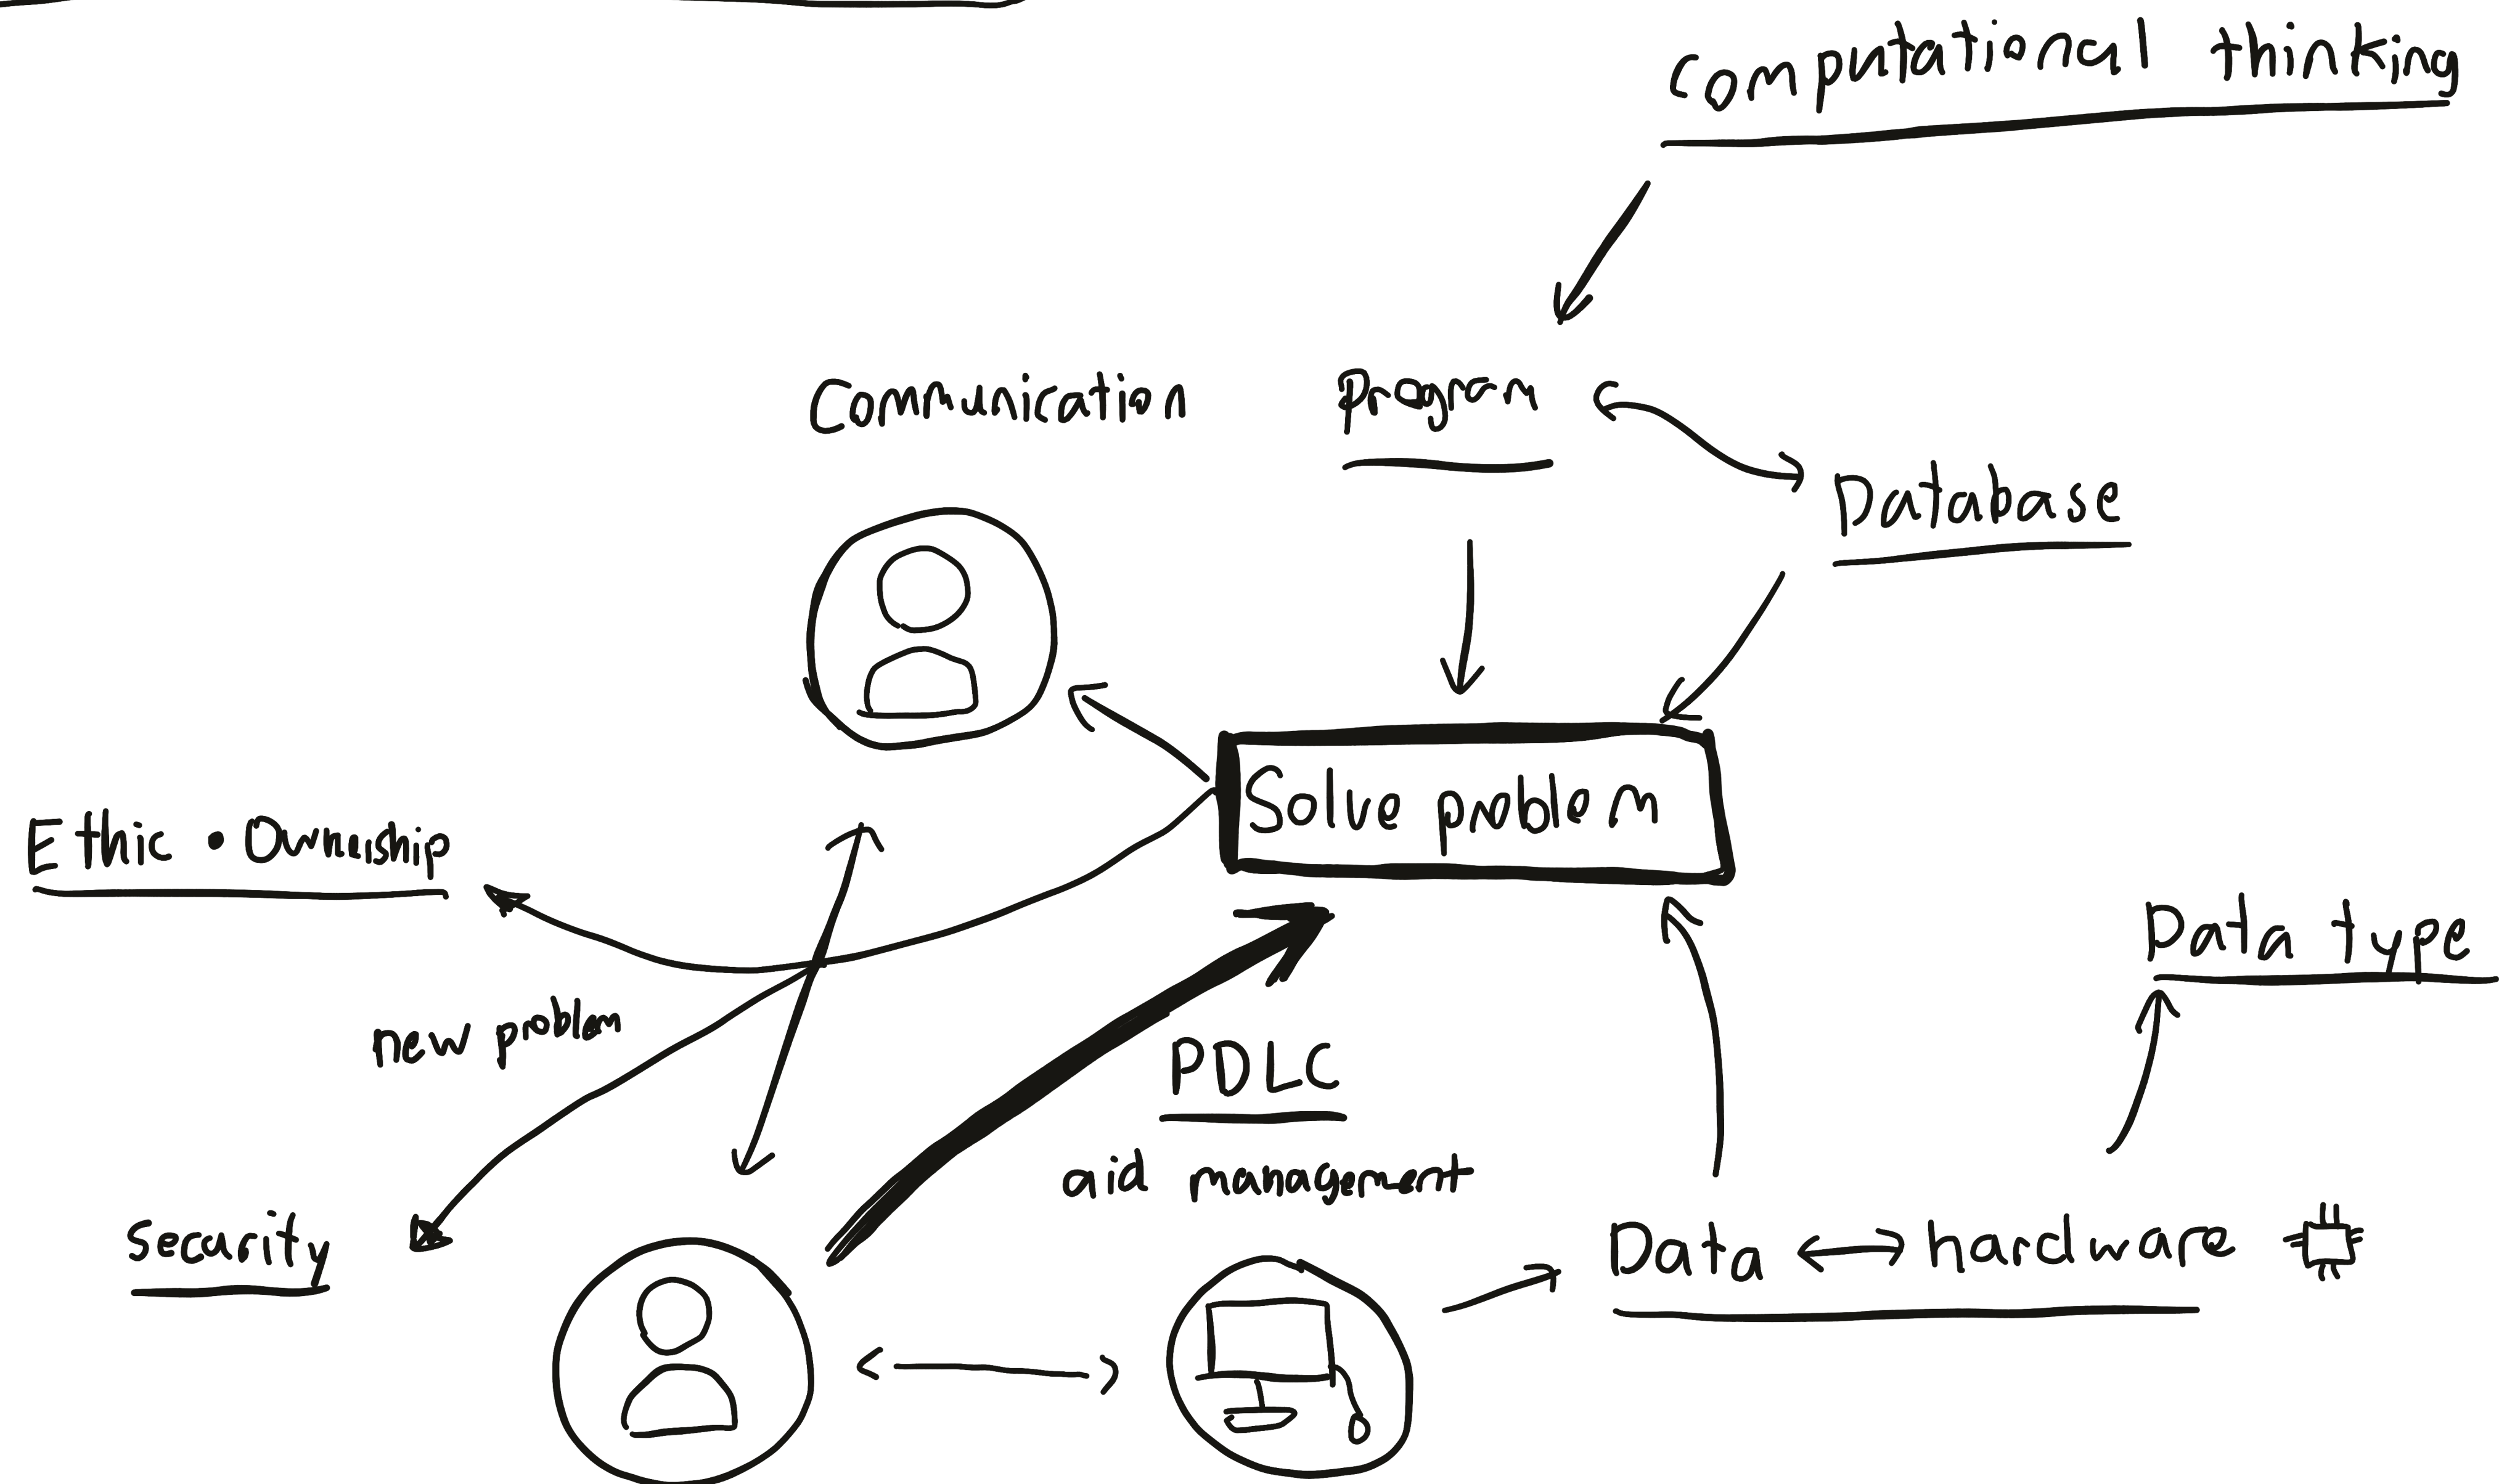 Computational thinking
Communication
Program
Database
Solve problem
Ethic • Ownership
Data type
new problem
PDLC
aid management
Security
Data ↔ hardware